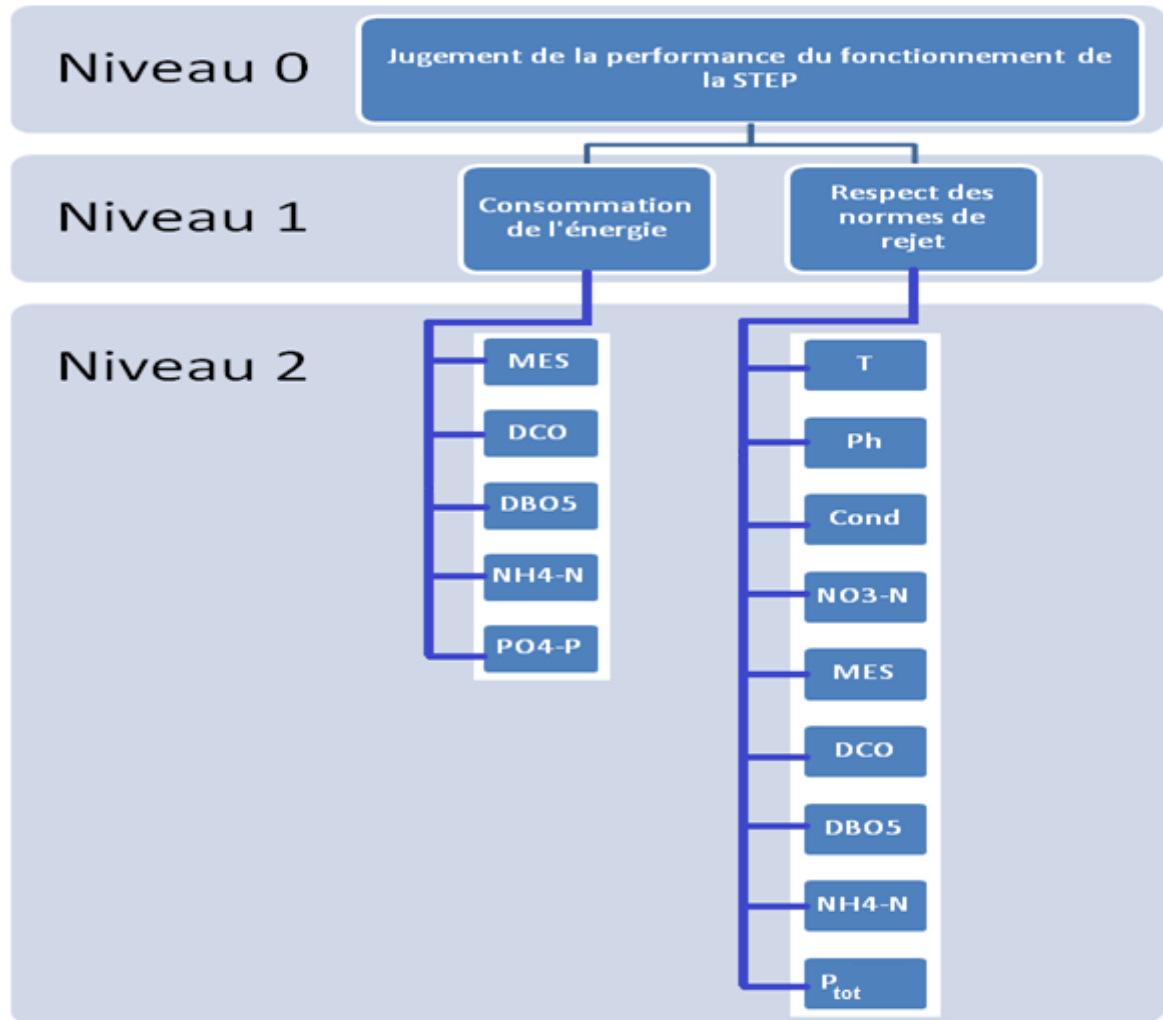 Niveau 0
Jugement de la performance du fonctionnement de
la STEP
Niveau 1
Consommation
de l'énergie
Respect des
normes de
rejet
Niveau 2
MES
DCO
DBO5
NH4-N
PO4-P
T
Ph
Cond
NO3-N
MES
DCO
DBO5
NH4-N
Ptot